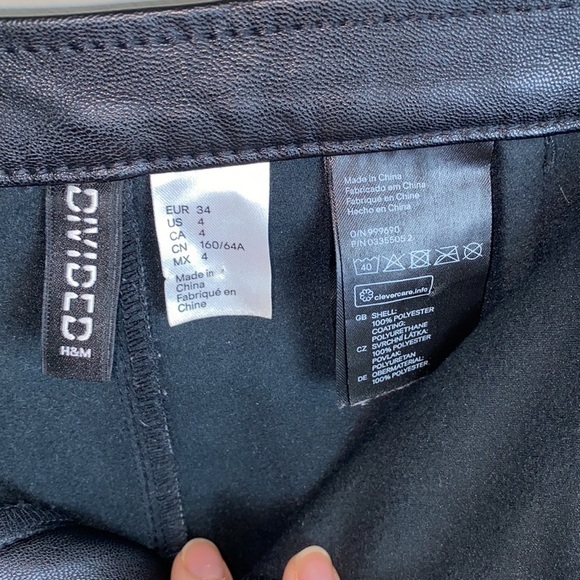 DIVIDED
H&M
EUR 34
US 4
CA 4
CN 160/64A
MX 4
Made in
China
Fabriqué en
Chine
Made in China
Fabricado em China
Fabriqué en Chine
Hecho en China
O/N 999690
P/N 0335505 2
40
clevercare.info
GB SHELL:
100% POLYESTER
COATING:
POLYURETHANE
CZ SVRCHNÍ LÁTKA:
100% POLYESTER
POVLAK:
POLYURETAN
DE OBERMATERIAL:
100% POLYESTER